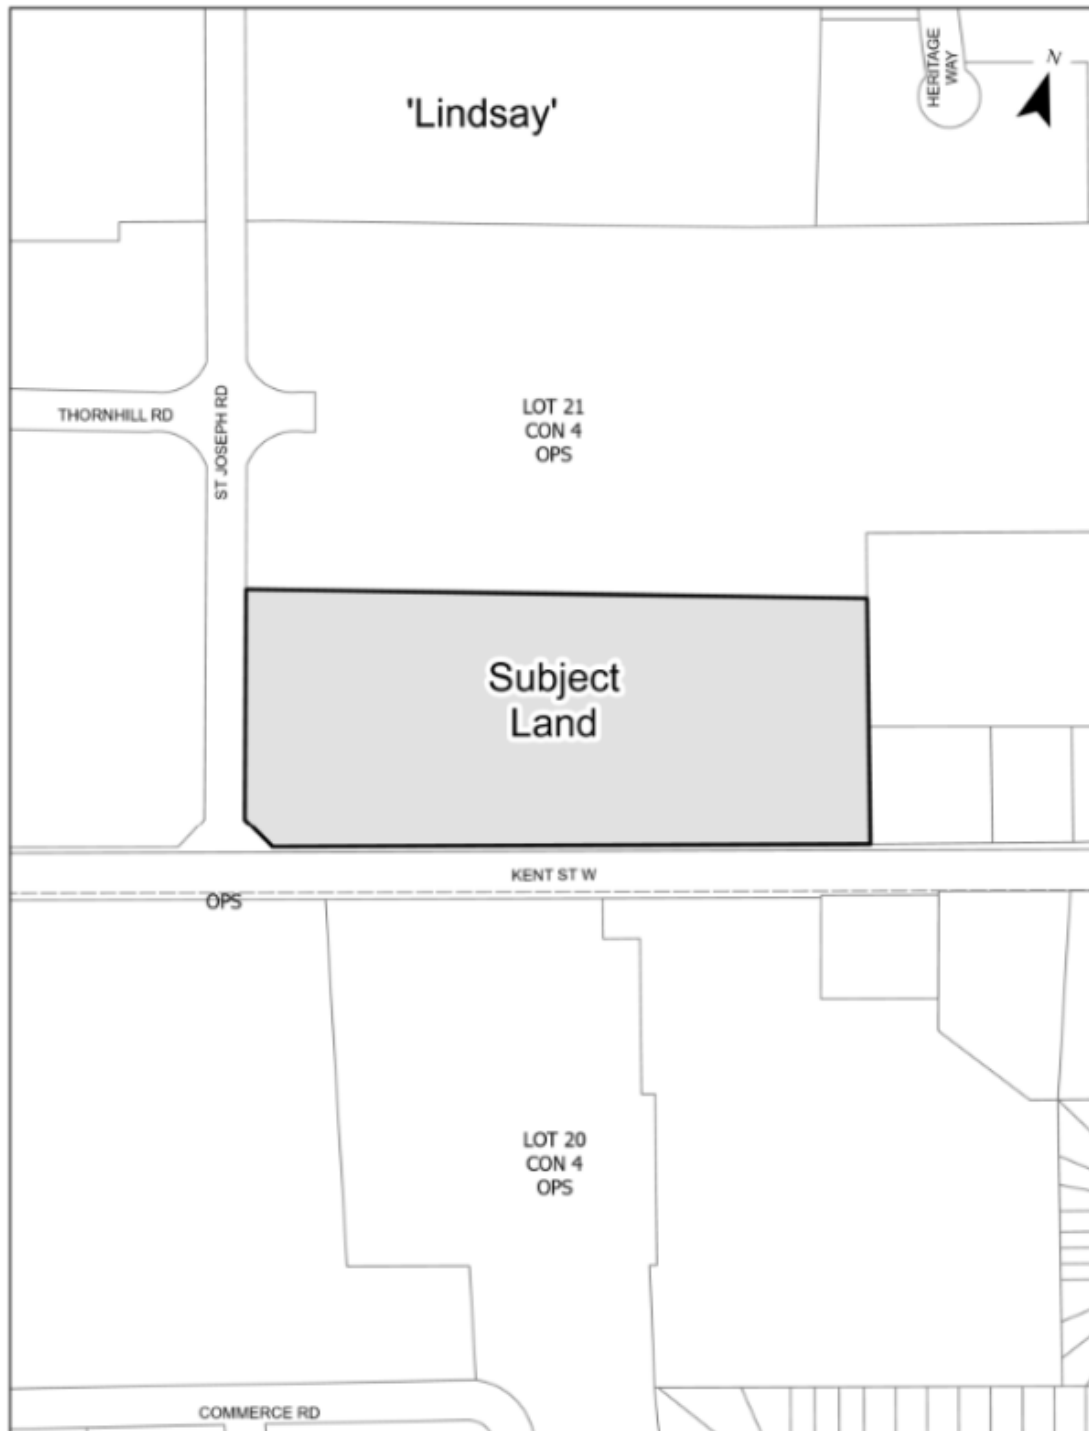 HERITAGE
WAY
N
'Lindsay'
THORNHILL RD
ST JOSEPH RD
LOT 21
CON 4
OPS
Subject
Land
KENT ST W
OPS
LOT 20
CON 4
OPS
COMMERCE RD